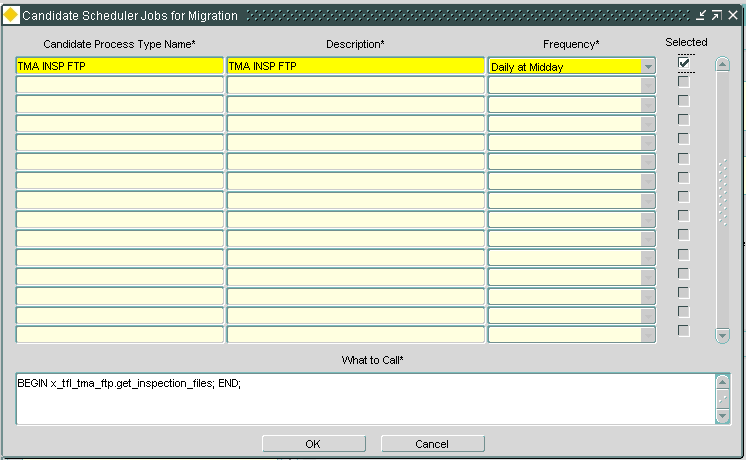 Candidate Scheduler Jobs for Migration
Candidate Process Type Name* Description* Frequency* Selected
TMA INSP FTP TMA INSP FTP Daily at Midday
What to Call*
BEGIN x_tfl_tma_ftp.get_inspection_files; END;
OK Cancel